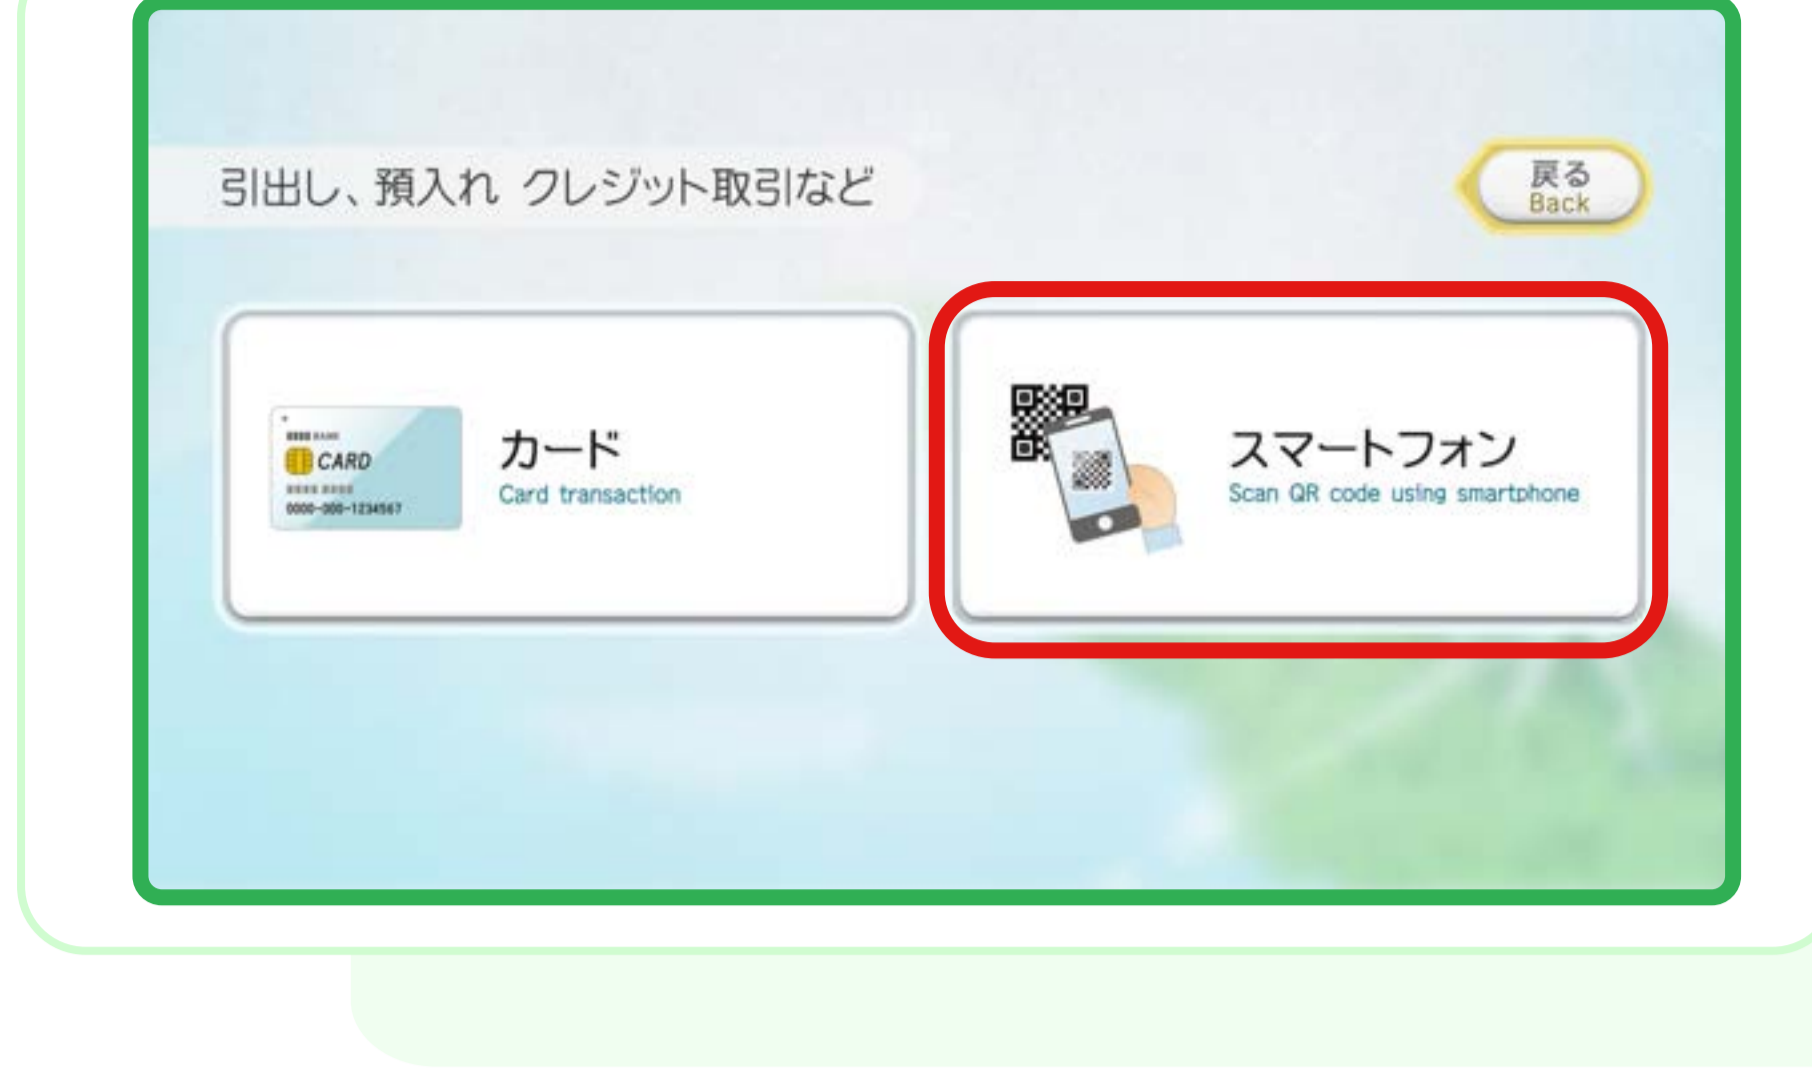 引出し、預入れ クレジット取引など
戻る
Back
BANK
CARD
0000-000-1234567
カード
Card transaction
スマートフォン
Scan QR code using smartphone